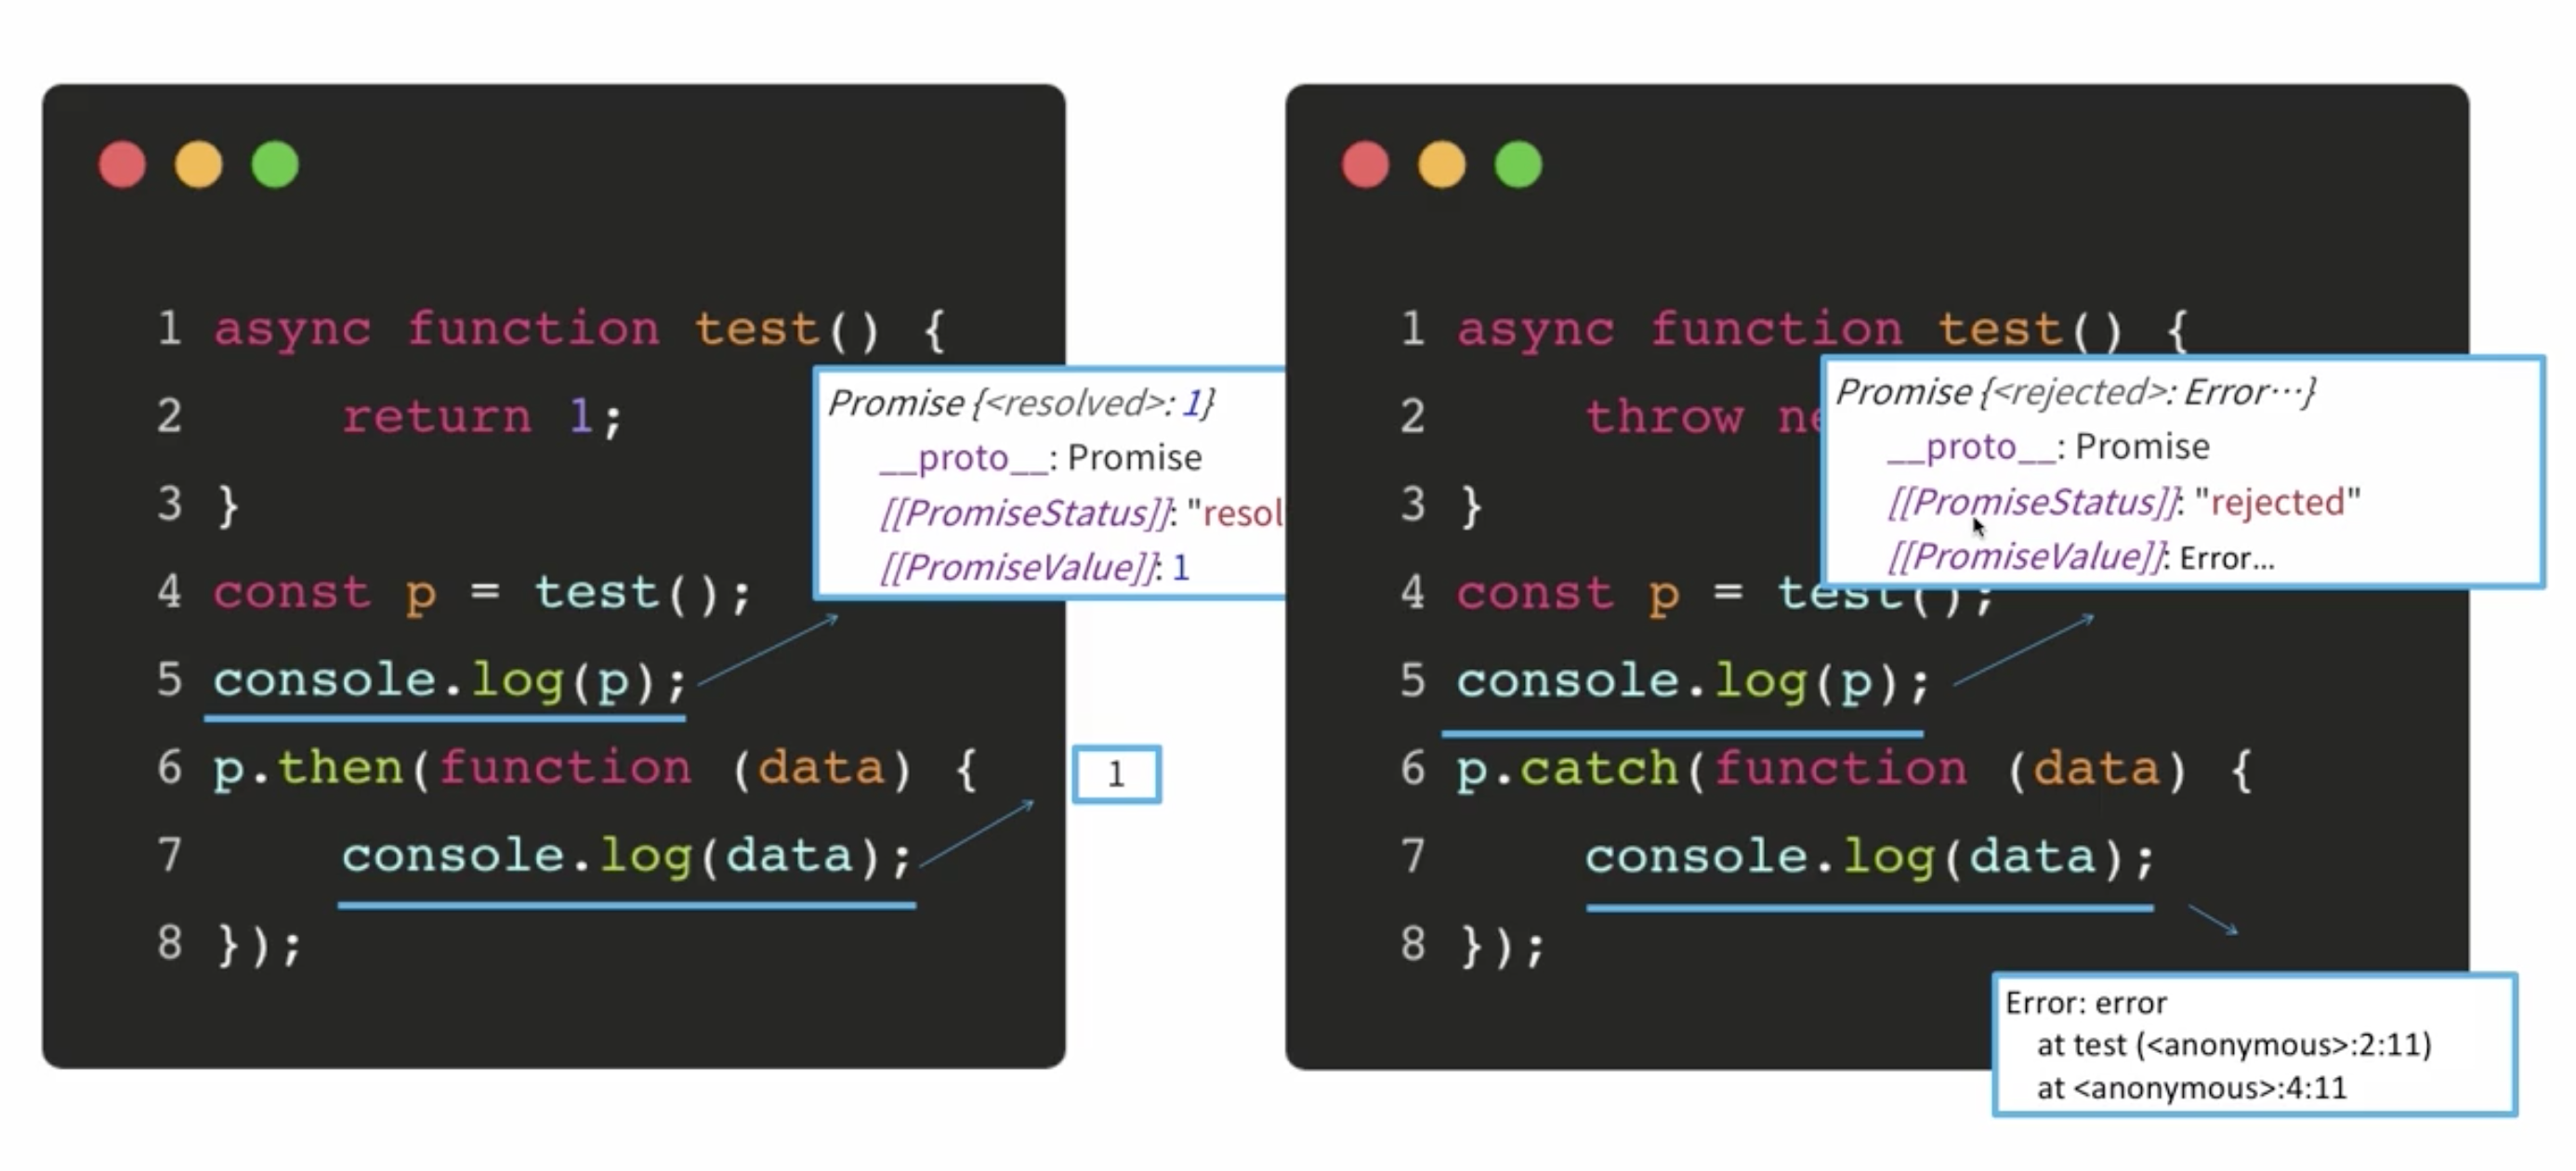 1 async function test() {
2 return 1;
3 }
4 const p = test();
5 console.log(p);
6 p.then(function (data) {
7 console.log(data);
8 });
Promise {<resolved>: 1}
__proto__: Promise
[[PromiseStatus]]: "resol
[[PromiseValue]]: 1
1
1 async function test() {
2 throw ne
3 }
4 const p = test();
5 console.log(p);
6 p.catch(function (data) {
7 console.log(data);
8 });
Promise {<rejected>: Error…}
__proto__: Promise
[[PromiseStatus]]: "rejected"
[[PromiseValue]]: Error...
Error: error
at test (<anonymous>:2:11)
at <anonymous>:4:11